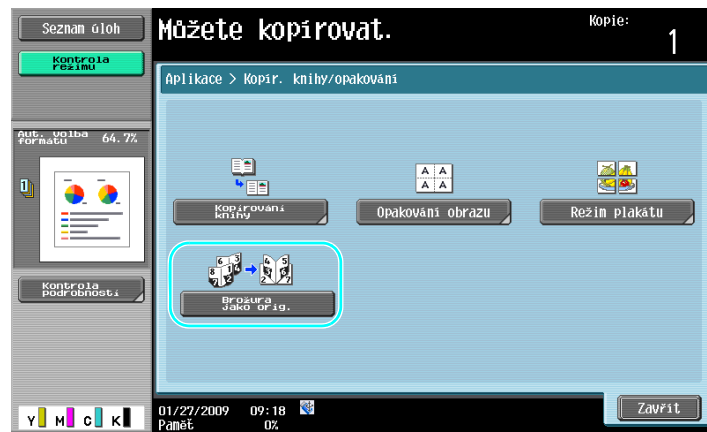 Seznam úloh
Kontrola
režimu
Můžete kopírovat.
Kopie:
1
Aplikace > Kopír. knihy/opakování
Aut. volba
formátu
64.7%
1
Kopírování
knihy
A A
A A
Opakování obrazu
Režim plakátu
Kontrola
podrobností
Brožura
jako orig.
Y M C K
01/27/2009 09:18
Paměť 0%
Zavřít